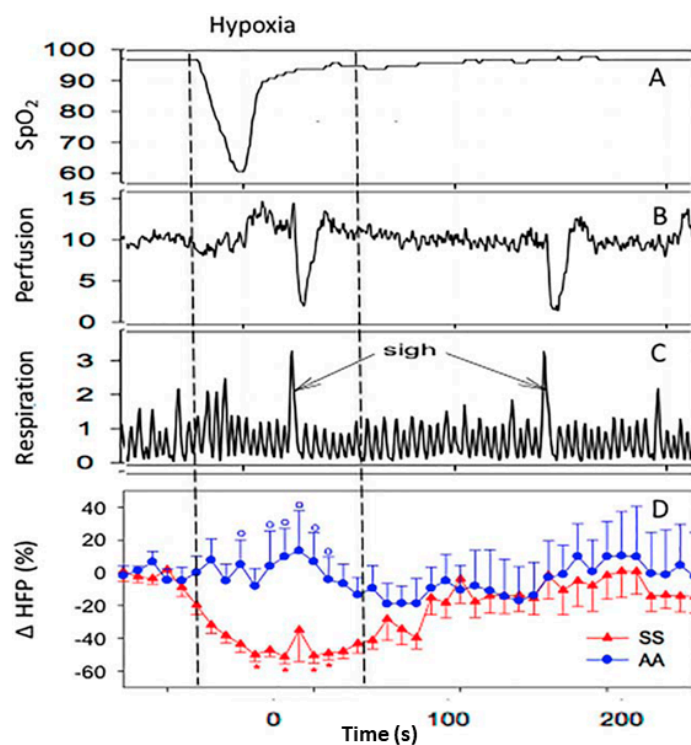 Hypoxia
100
90
80
70
60
SpO2
A
15
10
5
0
Perfusion
B
3
2
1
0
Respiration
sigh
C
40
20
0
-20
-40
-60
Δ HFP (%)
D
SS
AA
0 100 200
Time (s)